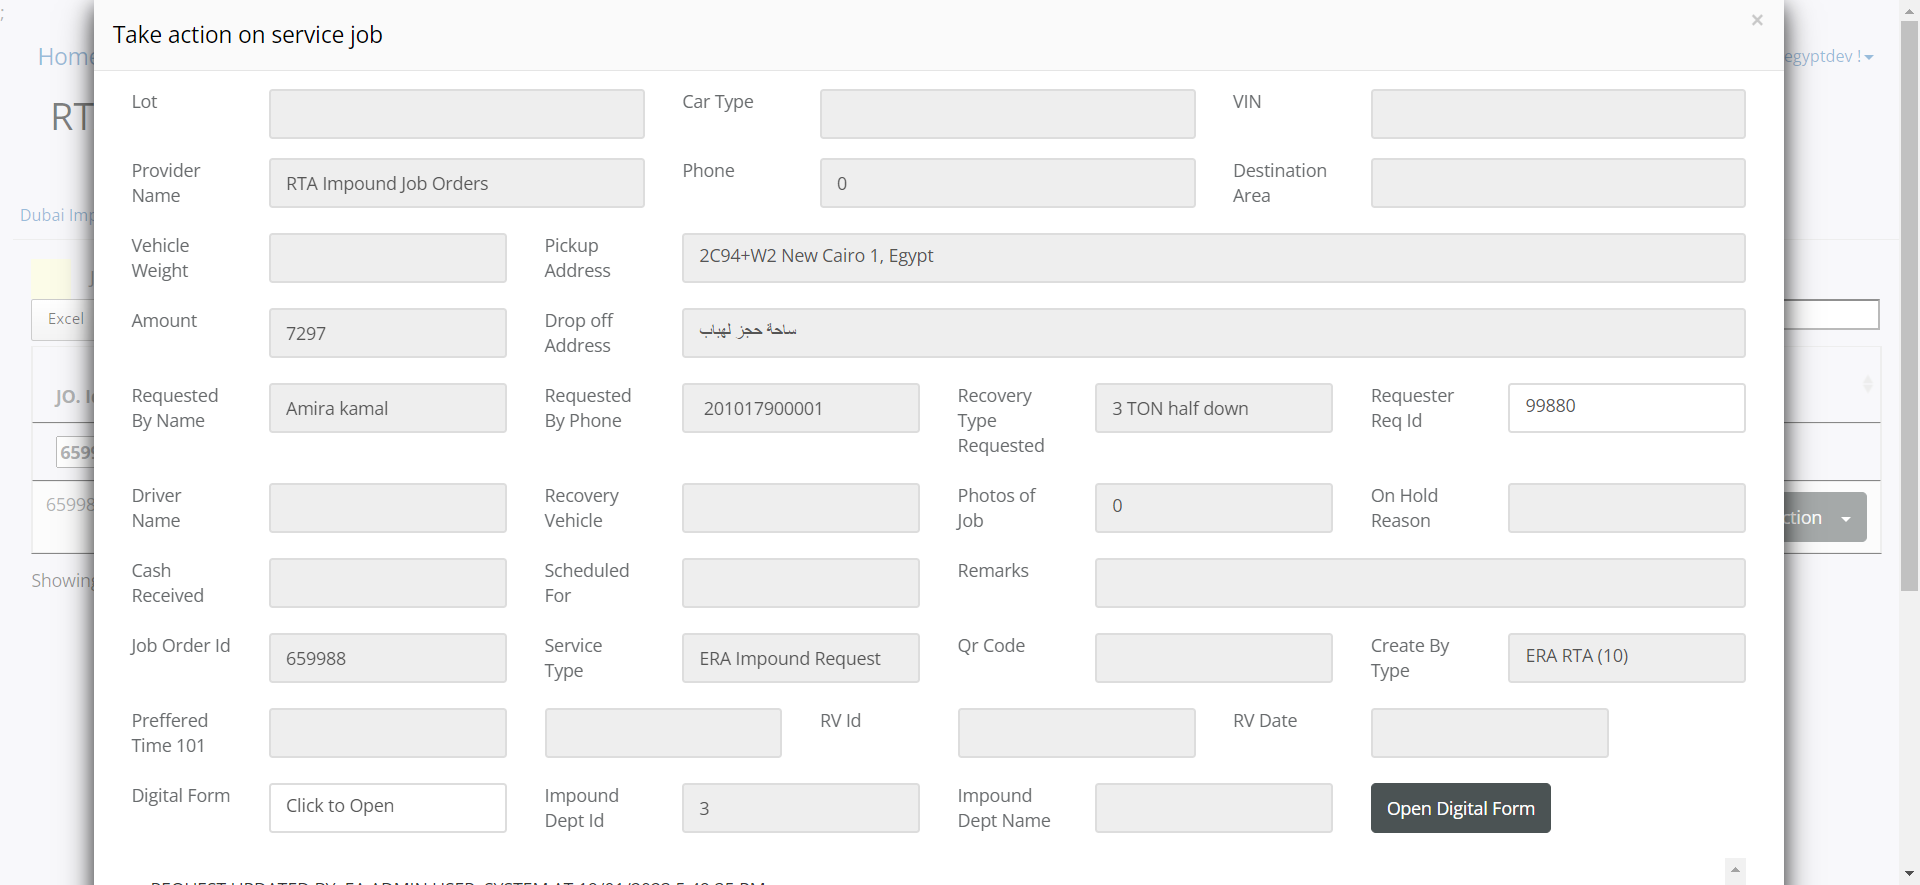 ;
Take action on service job
×
Home
egyptdev !
RT
Lot
Car Type
VIN
Provider Name
RTA Impound Job Orders
Phone
0
Destination Area
Dubai Imp
Vehicle Weight
Pickup Address
2C94+W2 New Cairo 1, Egypt
Excel
Amount
7297
Drop off Address
ساحة حجز لهباب
JO. I
Requested By Name
Amira kamal
Requested By Phone
201017900001
Recovery Type Requested
3 TON half down
Requester Req Id
99880
659
65998
Driver Name
Recovery Vehicle
Photos of Job
0
On Hold Reason
ction
Showing
Cash Received
Scheduled For
Remarks
Job Order Id
659988
Service Type
ERA Impound Request
Qr Code
Create By Type
ERA RTA (10)
Preffered Time 101
RV Id
RV Date
Digital Form
Click to Open
Impound Dept Id
3
Impound Dept Name
Open Digital Form